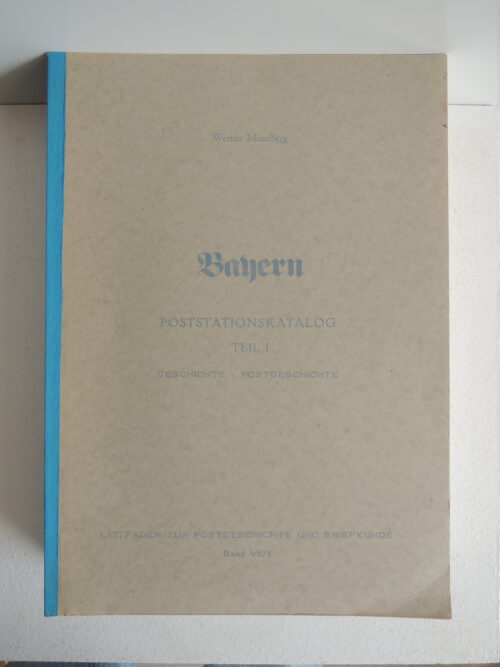 Werner Münzberg
Bayern
POSTSTATIONSKATALOG
TEIL I
GESCHICHTE - POSTGESCHICHTE
LEITFADEN ZUR POSTGESCHICHTE UND BRIEFKUNDE
Band VII/1